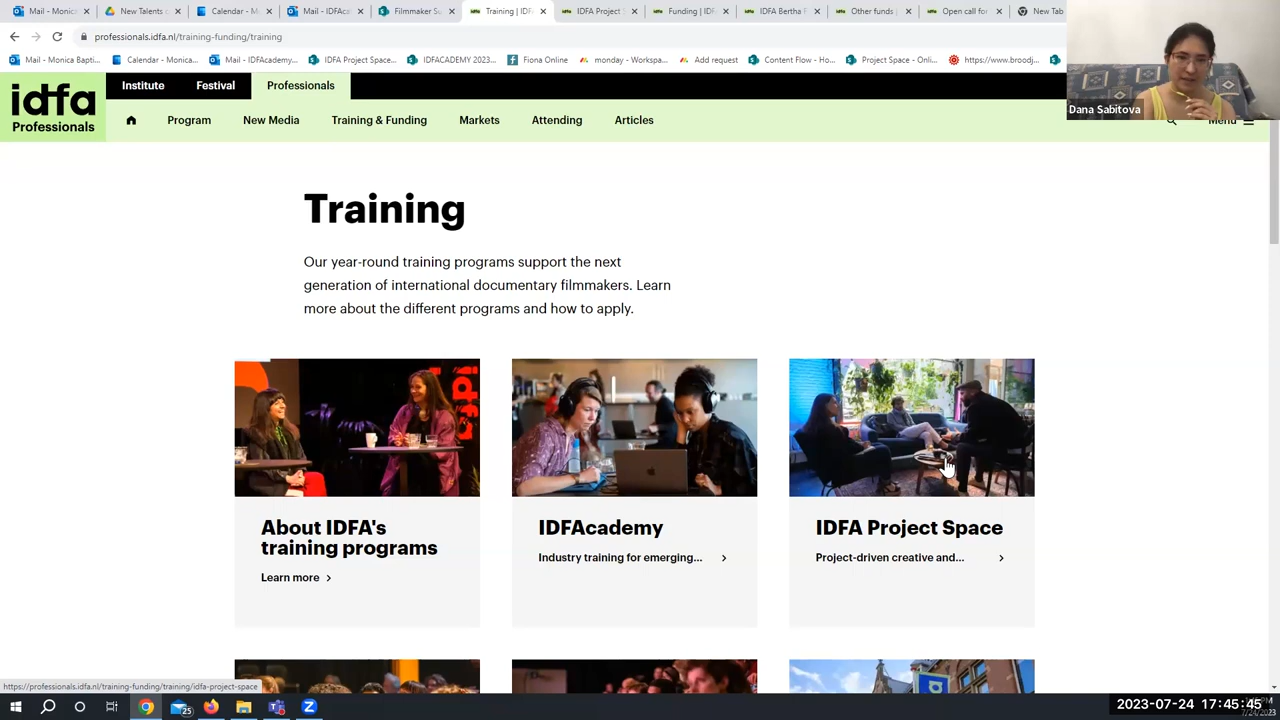 Mail - Monica Bapti...
New Talents c
Calendar - M
Mail - IDFAc
Filmmaker Su
Training | IDF
IDFA Project S
Funding | IDF
IDFA Bertha F
Other funds |
Open call for
New Tab
professionals.idfa.nl/training-funding/training
Mail - Monica Bapti...
Calendar - Monica...
Mail - IDFAcademy...
IDFA Project Space...
IDFACADEMY 2023...
Fiona Online
monday - Workspa...
Add request
Content Flow - Ho...
Project Space - Onli...
https://www.broodj...
Dana Sabitova
idfa
Professionals
Institute
Festival
Professionals
Program
New Media
Training & Funding
Markets
Attending
Articles
Menu
Training
Our year-round training programs support the next
generation of international documentary filmmakers. Learn
more about the different programs and how to apply.
About IDFA's
training programs
Learn more
IDFAcademy
Industry training for emerging...
IDFA Project Space
Project-driven creative and...
https://professionals.idfa.nl/training-funding/training/idfa-project-space
25
2023-07-24 17:45:45